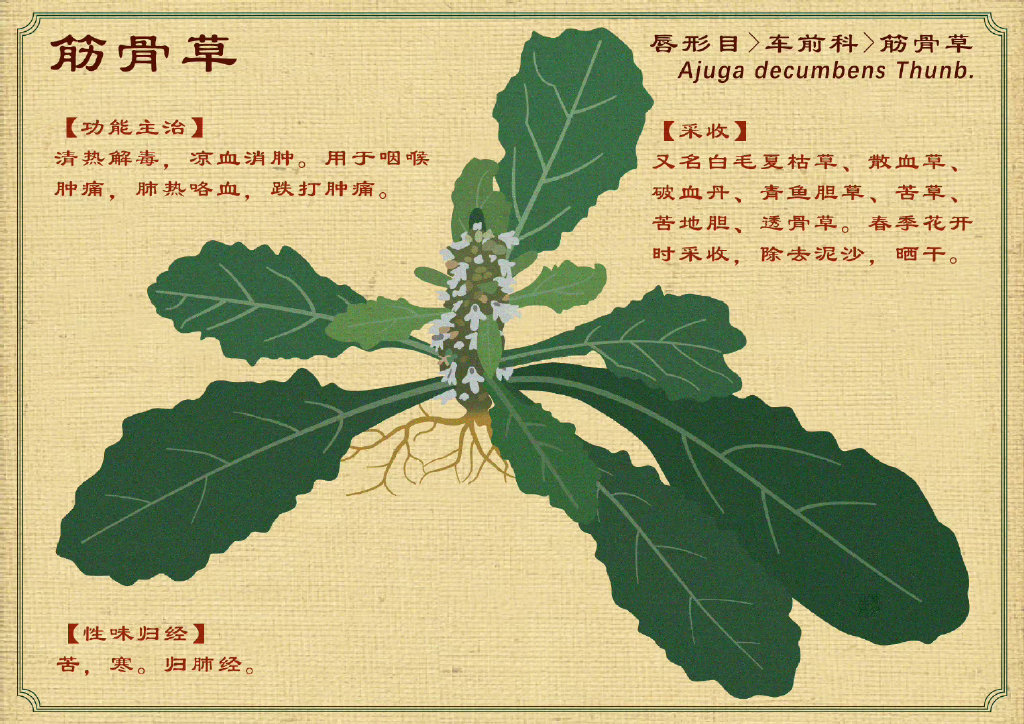 筋骨草
唇形目>车前科>筋骨草
Ajuga decumbens Thunb.
【功能主治】
清热解毒，凉血消肿。用于咽喉
肿痛，肺热咯血，跌打肿痛。
【采收】
又名白毛夏枯草、散血草、
破血丹、青鱼胆草、苦草、
苦地胆、透骨草。春季花开
时采收，除去泥沙，晒干。
【性味归经】
苦，寒。归肺经。